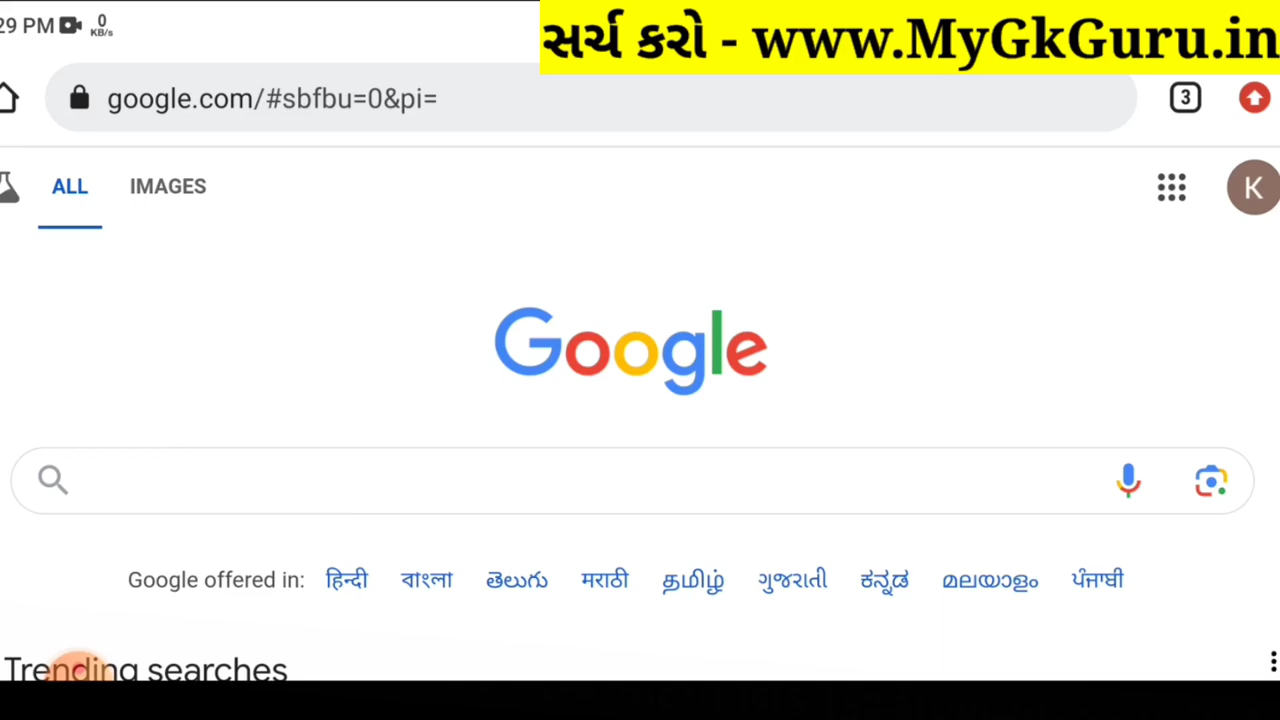 29 PM 0 KB/s
સર્ચ કરો - www.MyGkGuru.in
google.com/#sbfbu=0&pi=
3
ALL IMAGES
K
Google
Google offered in: हिन्दी বাংলা తెలుగు मराठी தமிழ் ગુજરાતી ಕನ್ನಡ മലയാളം ਪੰਜਾਬੀ
Trending searches